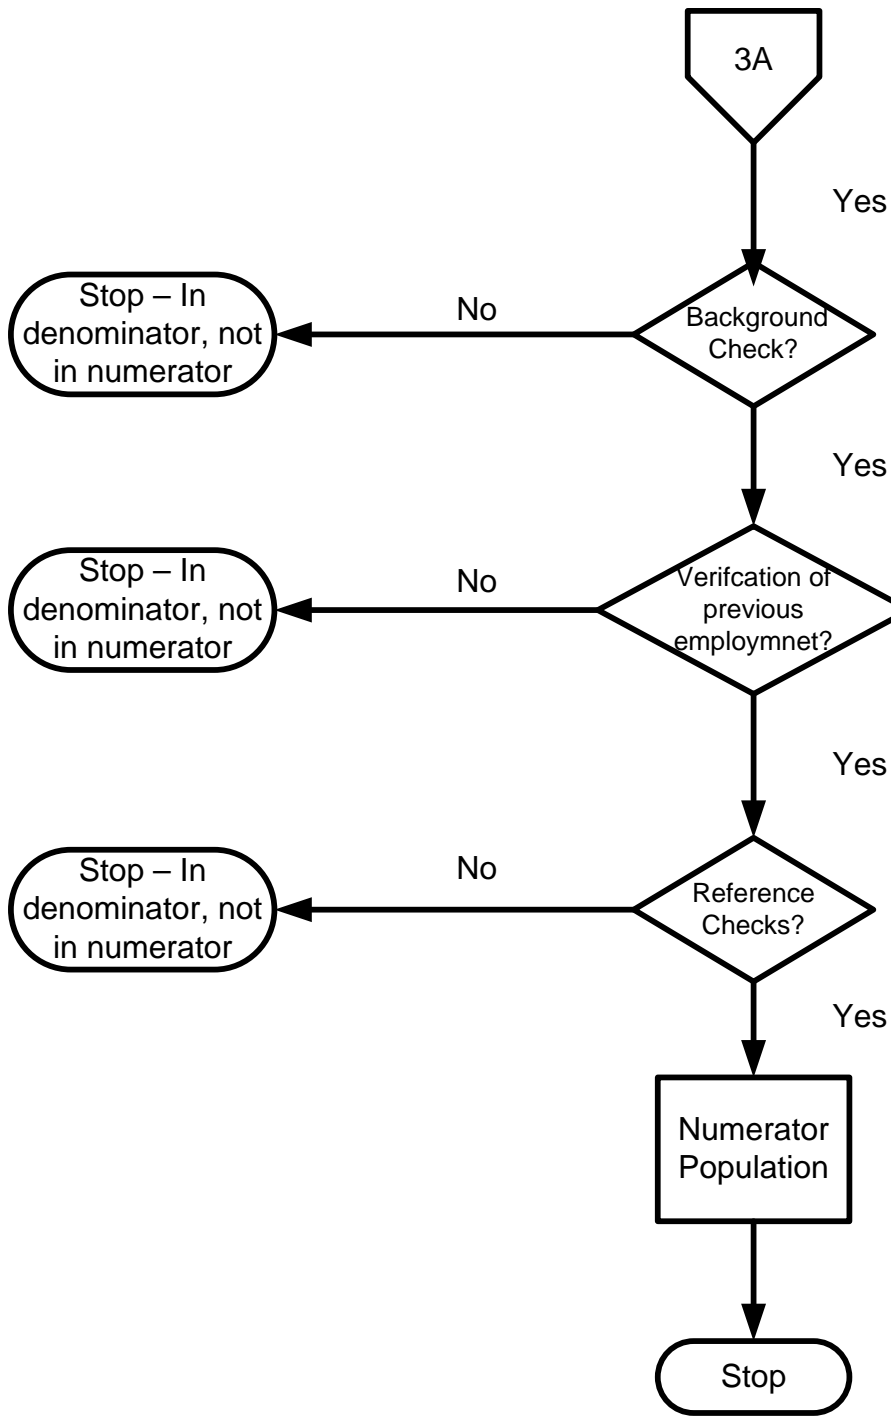 3A
Yes
Stop – In
denominator, not
in numerator
No
Background
Check?
Yes
Stop – In
denominator, not
in numerator
No
Verifcation of
previous
employmnet?
Yes
Stop – In
denominator, not
in numerator
No
Reference
Checks?
Yes
Numerator
Population
Stop